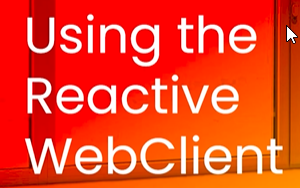 Using the
Reactive
WebClient